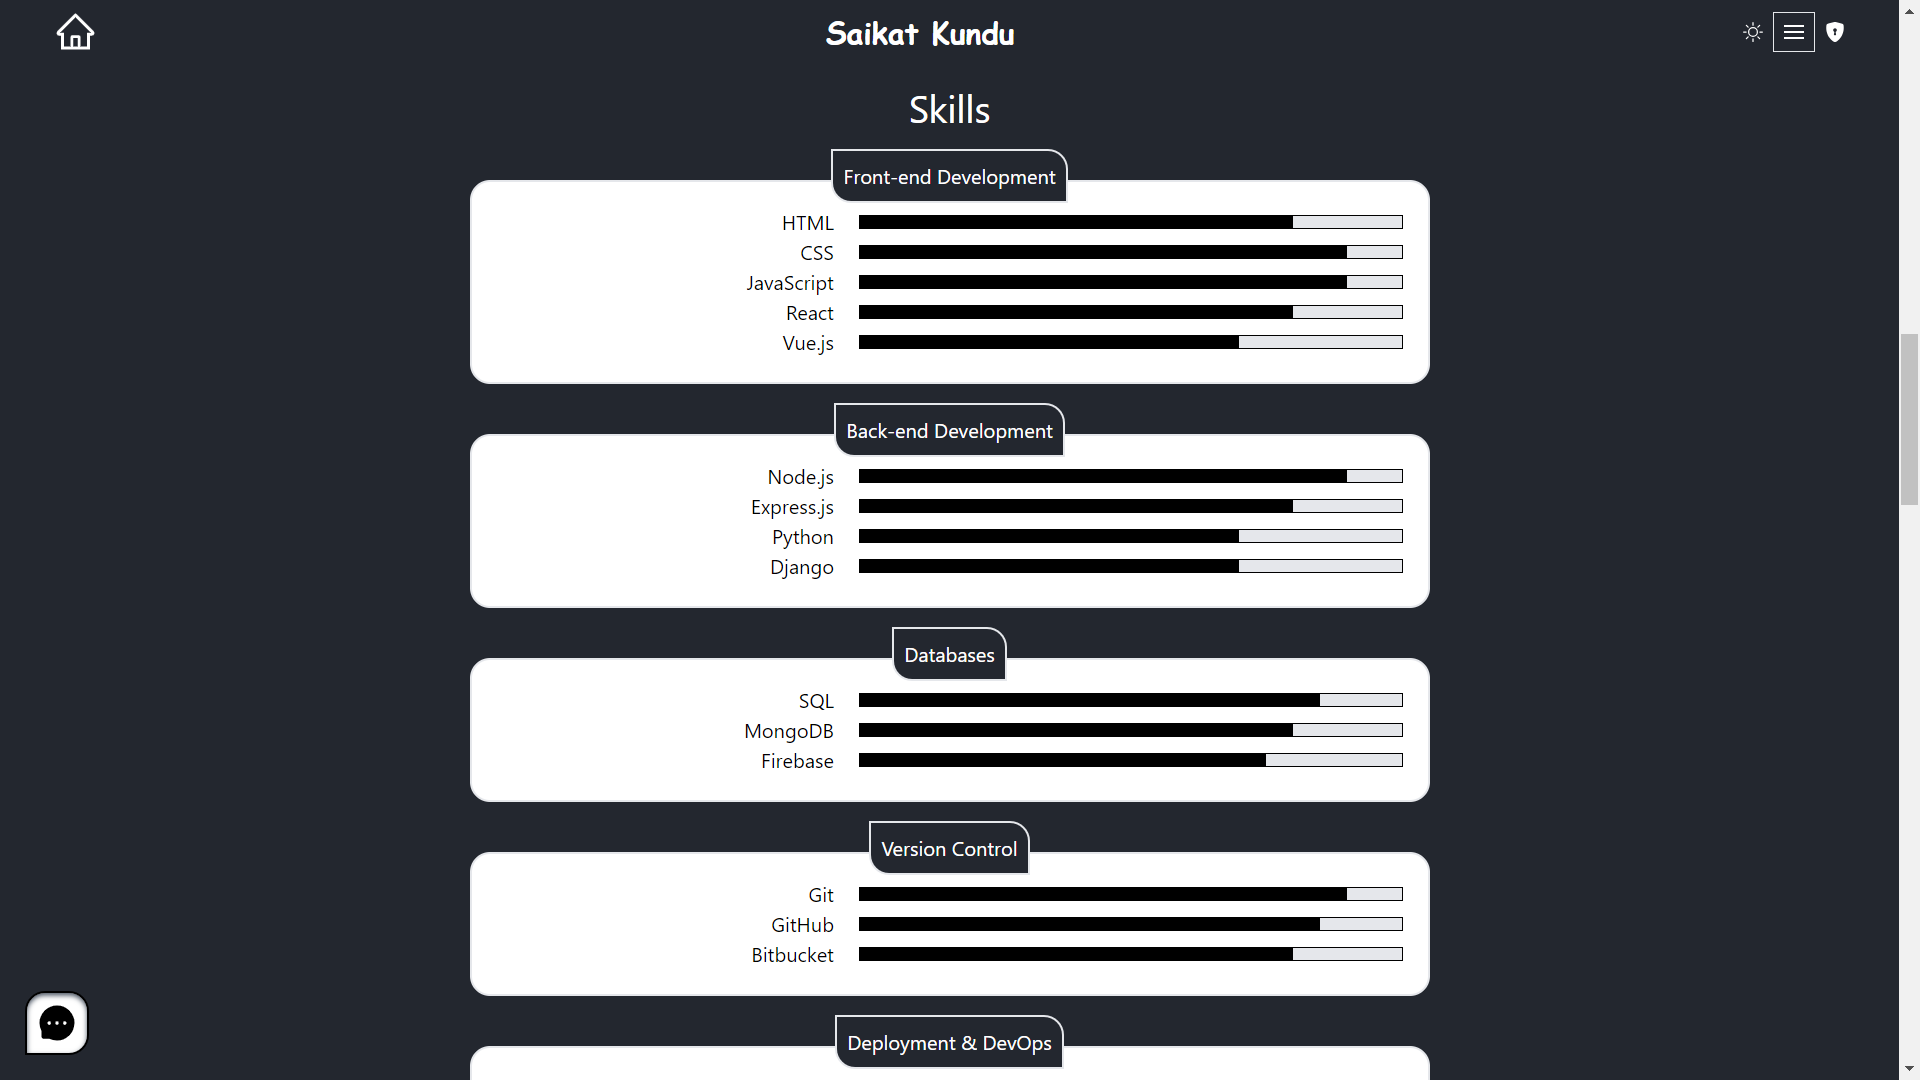 Saikat Kundu
Skills
Front-end Development
HTML
CSS
JavaScript
React
Vue.js
Back-end Development
Node.js
Express.js
Python
Django
Databases
SQL
MongoDB
Firebase
Version Control
Git
GitHub
Bitbucket
Deployment & DevOps